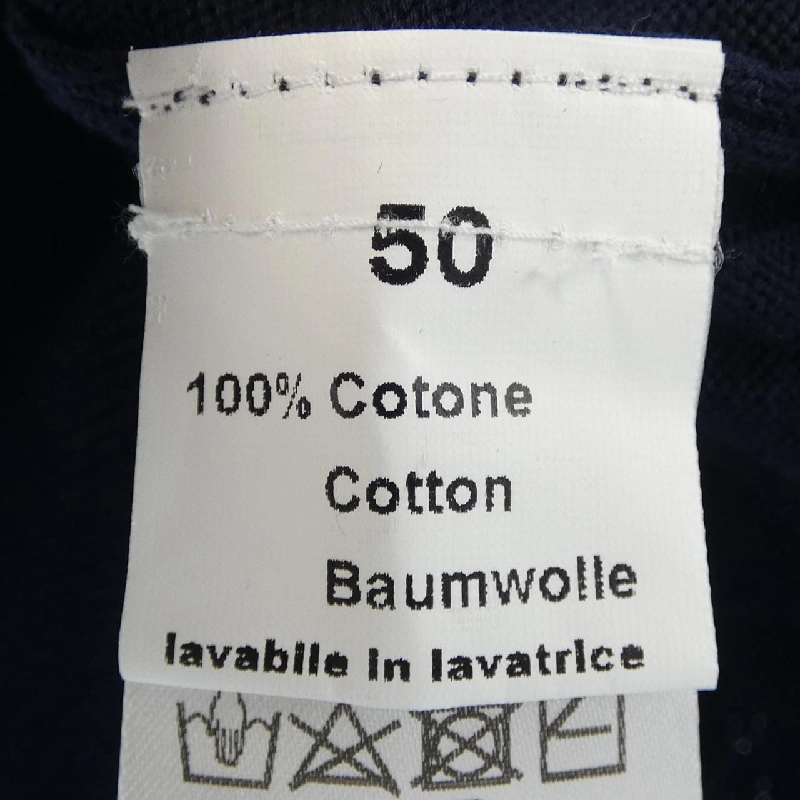 50
100% Cotone
Cotton
Baumwolle
lavabile in lavatrice